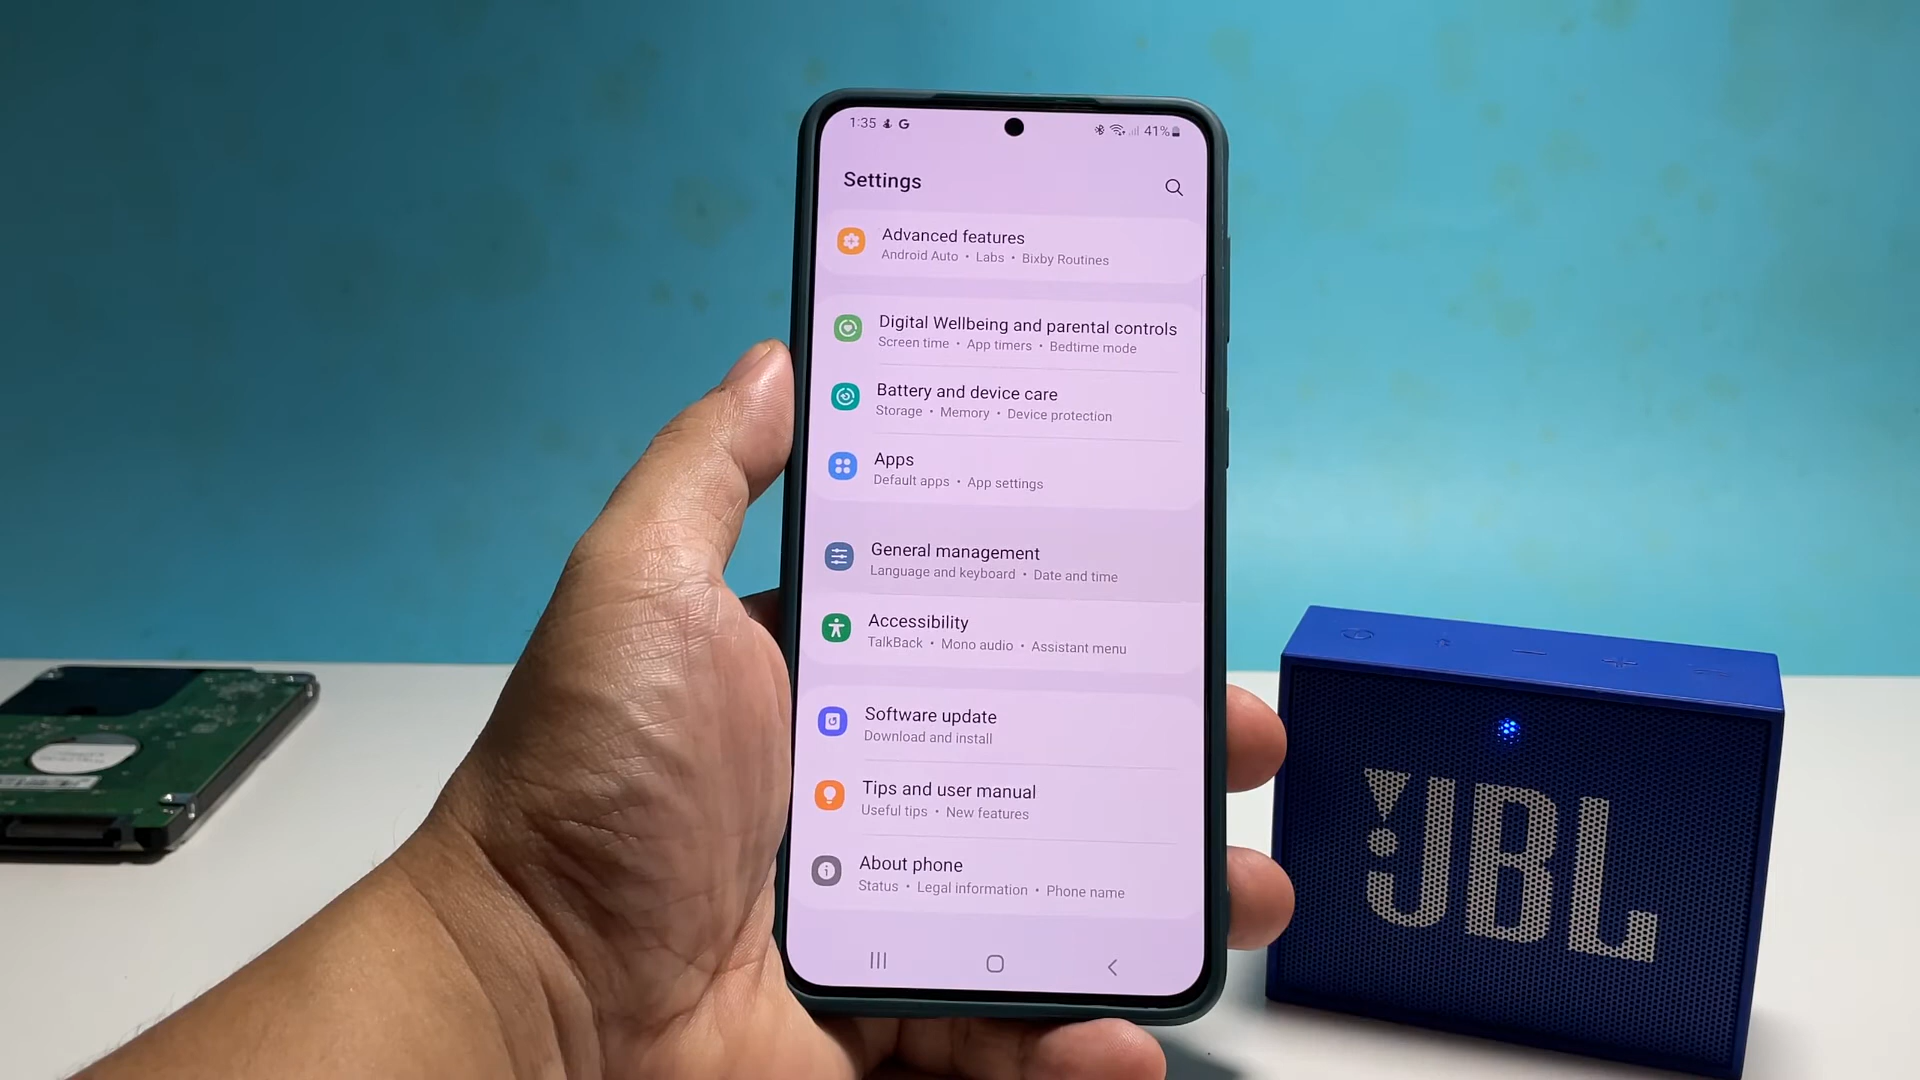 1:35 G 41%
Settings
Advanced features
Android Auto • Labs • Bixby Routines
Digital Wellbeing and parental controls
Screen time • App timers • Bedtime mode
Battery and device care
Storage • Memory • Device protection
Apps
Default apps • App settings
General management
Language and keyboard • Date and time
Accessibility
TalkBack • Mono audio • Assistant menu
Software update
Download and install
Tips and user manual
Useful tips • New features
About phone
Status • Legal information • Phone name
JBL